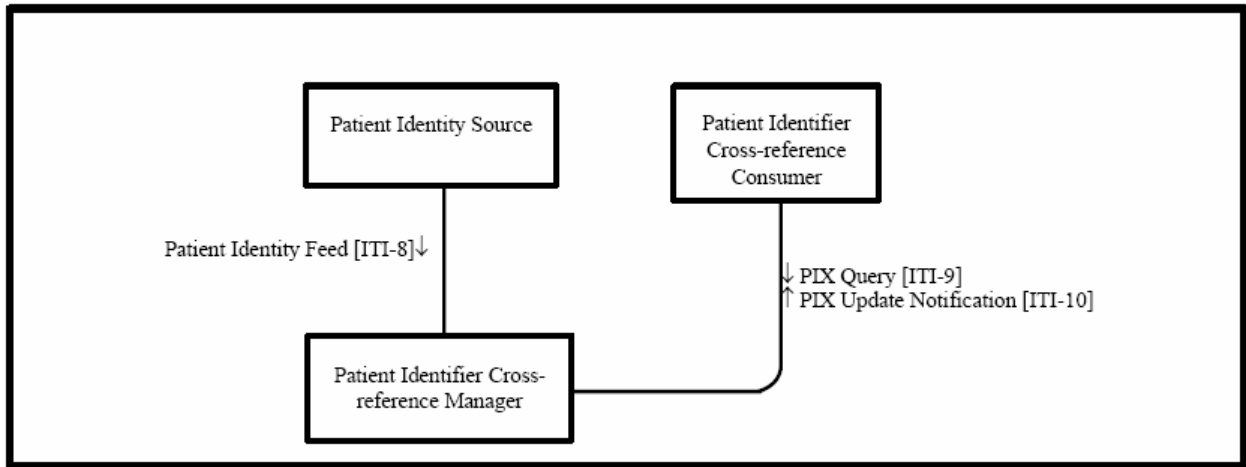 Patient Identity Source
Patient Identifier
Cross-reference
Consumer
Patient Identity Feed [ITI-8]↓
↓ PIX Query [ITI-9]
↑ PIX Update Notification [ITI-10]
Patient Identifier Cross-
reference Manager